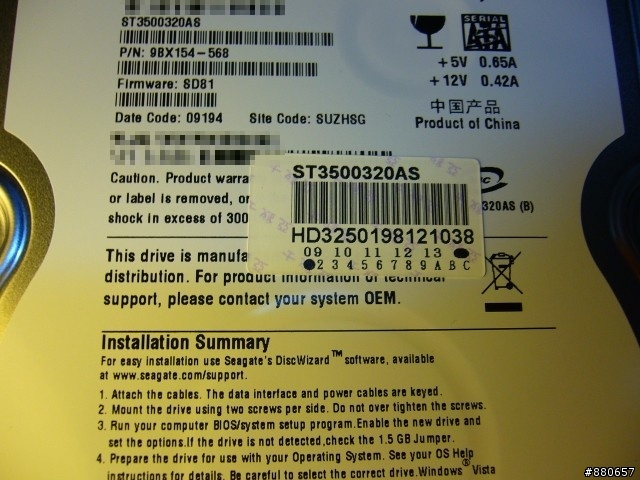 ST3500320AS
P/N: 9BX154-568
Firmware: SD81
Date Code: 09194 Site Code: SUZHSG
SERIAL
ATA
+5V 0.65A
+12V 0.42A
中国产品
Product of China
Caution. Product warra
or label is removed, or
shock in excess of 300
320AS (B)
ST3500320AS
HD3250198121038
09 10 11 12 13
2 3 4 5 6 7 8 9 A B C
This drive is manufa
distribution. For product information or technical
support, please contact your system OEM.
Installation Summary
For easy installation use Seagate's DiscWizard™ software, available
at www.seagate.com/support.
1. Attach the cables. The data interface and power cables are keyed.
2. Mount the drive using two screws per side. Do not over tighten the screws.
3. Run your computer BIOS/system setup program.Enable the new drive and
set the options.If the drive is not detected,check the 1.5 GB Jumper.
4. Prepare the drive for use with your Operating System. See your OS Help
instructions for details. Be careful to select the correct drive.Windows® Vista
#880657